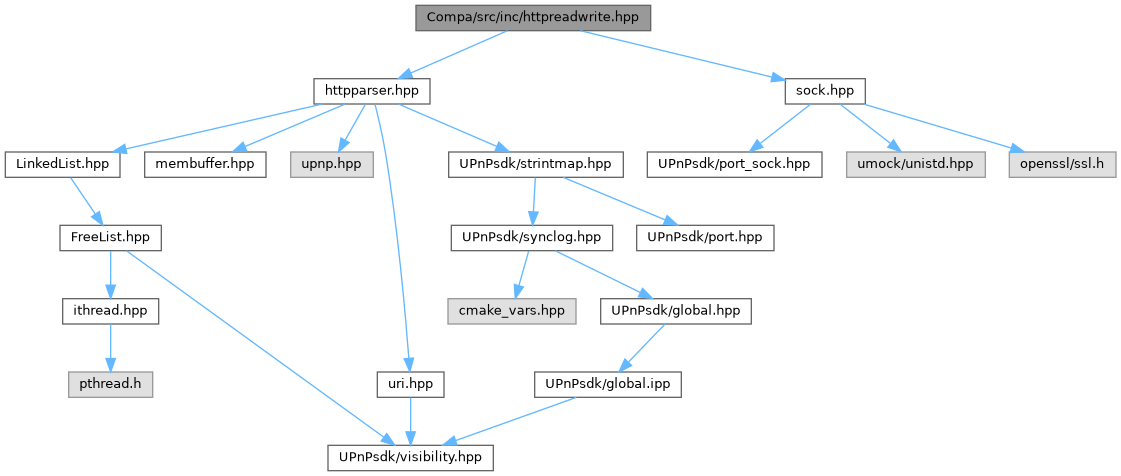 Compa/src/inc/httpreadwrite.hpp
httpparser.hpp
sock.hpp
LinkedList.hpp
membuffer.hpp
upnp.hpp
UPnPsdk/strintmap.hpp
UPnPsdk/port_sock.hpp
umock/unistd.hpp
openssl/ssl.h
FreeList.hpp
UPnPsdk/synclog.hpp
UPnPsdk/port.hpp
ithread.hpp
cmake_vars.hpp
UPnPsdk/global.hpp
pthread.h
uri.hpp
UPnPsdk/global.ipp
UPnPsdk/visibility.hpp